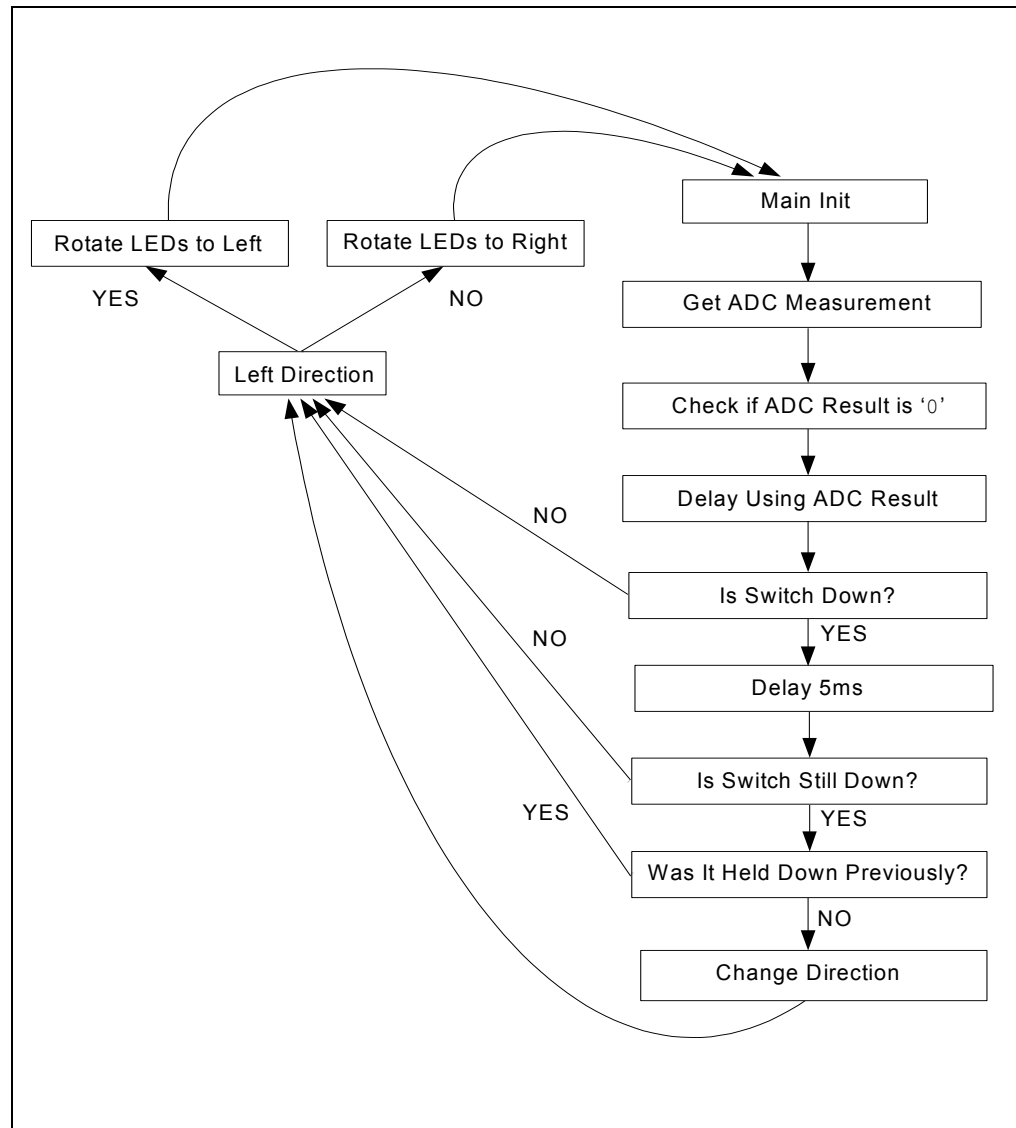 Main Init
Rotate LEDs to Left
Rotate LEDs to Right
Get ADC Measurement
YES
NO
Left Direction
Check if ADC Result is ‘0’
Delay Using ADC Result
NO
Is Switch Down?
YES
NO
Delay 5ms
Is Switch Still Down?
YES
YES
Was It Held Down Previously?
NO
Change Direction